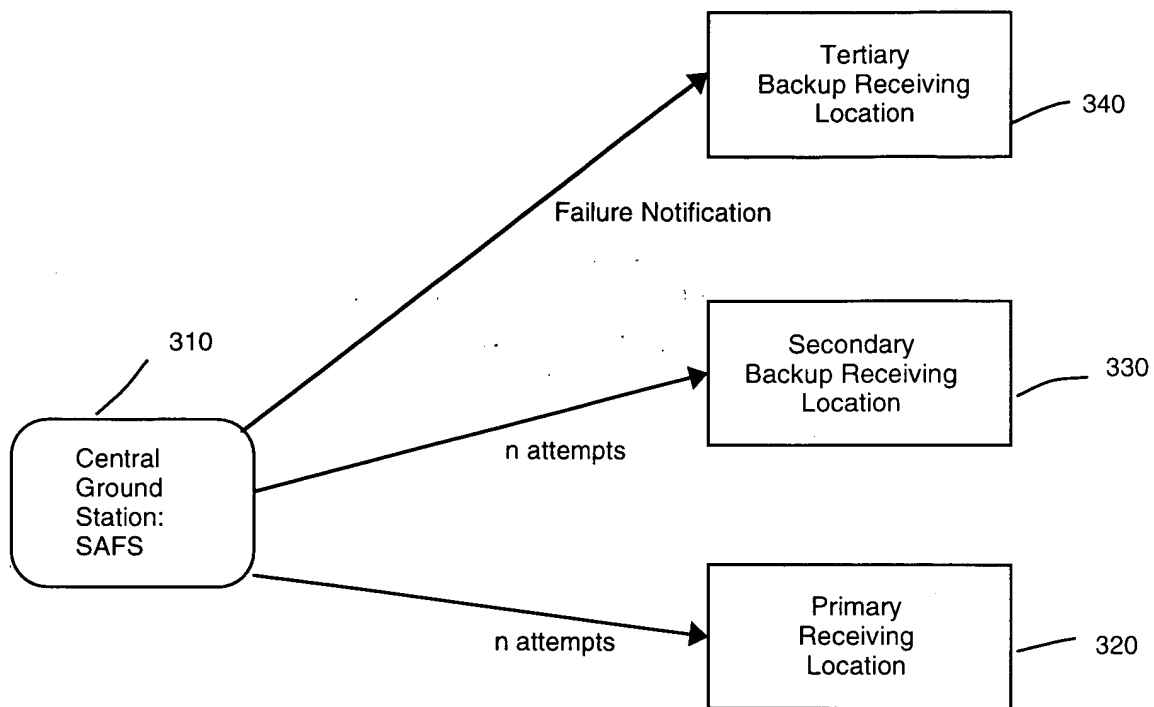 Tertiary
Backup Receiving
Location
340
Failure Notification
310
Secondary
Backup Receiving
Location
330
n attempts
Central
Ground
Station:
SAFS
Primary
Receiving
Location
320
n attempts